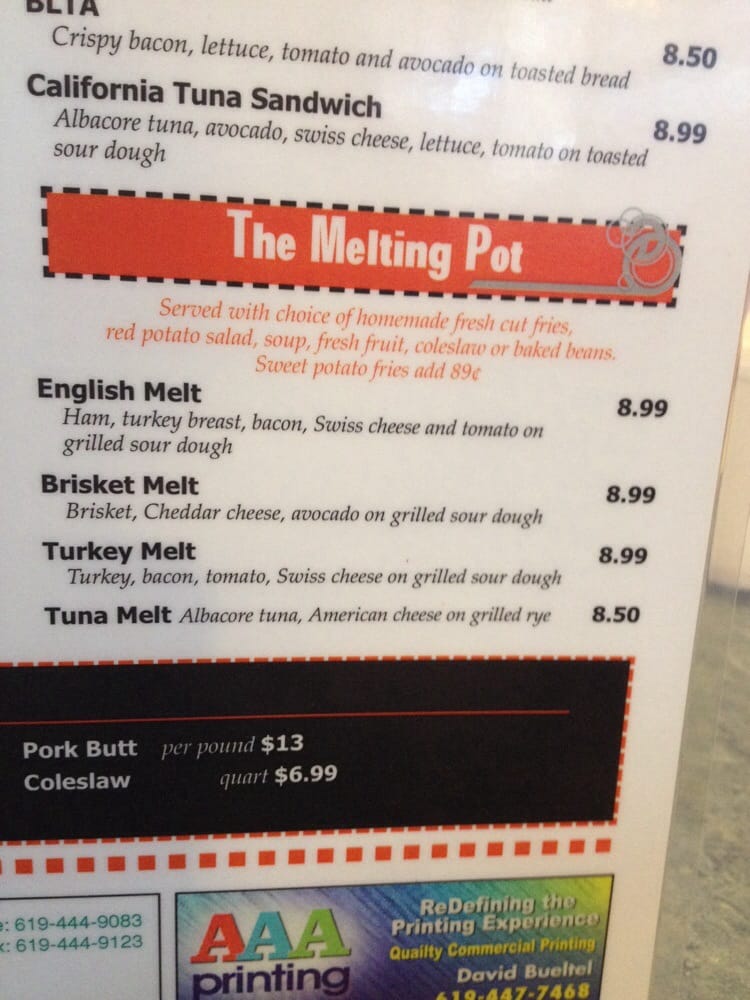 BLTA
Crispy bacon, lettuce, tomato and avocado on toasted bread 8.50
California Tuna Sandwich 8.99
Albacore tuna, avocado, swiss cheese, lettuce, tomato on toasted
sour dough
The Melting Pot
Served with choice of homemade fresh cut fries,
red potato salad, soup, fresh fruit, coleslaw or baked beans.
Sweet potato fries add 89¢
English Melt 8.99
Ham, turkey breast, bacon, Swiss cheese and tomato on
grilled sour dough
Brisket Melt 8.99
Brisket, Cheddar cheese, avocado on grilled sour dough
Turkey Melt 8.99
Turkey, bacon, tomato, Swiss cheese on grilled sour dough
Tuna Melt Albacore tuna, American cheese on grilled rye 8.50
Pork Butt per pound $13
Coleslaw quart $6.99
e: 619-444-9083
x: 619-444-9123
AAA
printing
ReDefining the
Printing Experience
Quailty Commercial Printing
David Bueltel
619-447-7468